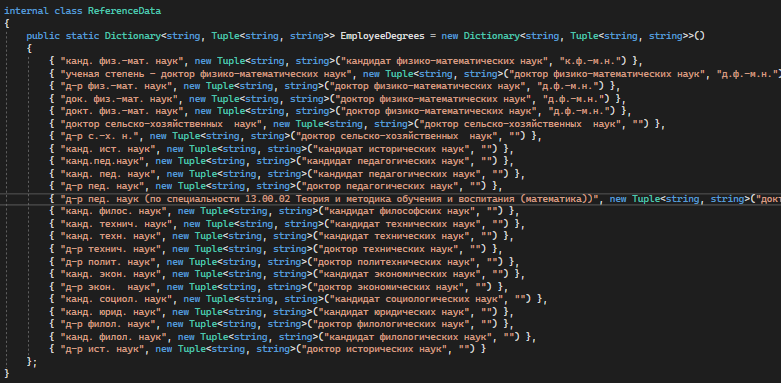 internal class ReferenceData
{
public static Dictionary<string, Tuple<string, string>> EmployeeDegrees = new Dictionary<string, Tuple<string, string>>()
{
{ "канд. физ.-мат. наук", new Tuple<string, string>("кандидат физико-математических наук", "к.ф.-м.н.") },
{ "ученая степень - доктор физико-математических наук", new Tuple<string, string>("доктор физико-математических наук", "д.ф.-м.н.")
{ "д-р физ.-мат. наук", new Tuple<string, string>("доктор физико-математических наук", "д.ф.-м.н.") },
{ "док. физ.-мат. наук", new Tuple<string, string>("доктор физико-математических наук", "д.ф.-м.н.") },
{ "докт. физ.-мат. наук", new Tuple<string, string>("доктор физико-математических наук", "д.ф.-м.н.") },
{ "доктор сельско-хозяйственных  наук", new Tuple<string, string>("доктор сельско-хозяйственных  наук", "") },
{ "д-р с.-х. н.", new Tuple<string, string>("доктор сельско-хозяйственных  наук", "") },
{ "канд. ист. наук", new Tuple<string, string>("кандидат исторических наук", "") },
{ "канд.пед.наук", new Tuple<string, string>("кандидат педагогических наук", "") },
{ "канд. пед. наук", new Tuple<string, string>("кандидат педагогических наук", "") },
{ "д-р пед. наук", new Tuple<string, string>("доктор педагогических наук", "") },
{ "д-р пед. наук (по специальности 13.00.02 Теория и методика обучения и воспитания (математика))", new Tuple<string, string>("докт
{ "канд. филос. наук", new Tuple<string, string>("кандидат философских наук", "") },
{ "канд. технич. наук", new Tuple<string, string>("кандидат технических наук", "") },
{ "канд. техн. наук", new Tuple<string, string>("кандидат технических наук", "") },
{ "д-р технич. наук", new Tuple<string, string>("доктор технических наук", "") },
{ "д-р полит. наук", new Tuple<string, string>("доктор политехнических наук", "") },
{ "канд. экон. наук", new Tuple<string, string>("кандидат экономических наук", "") },
{ "д-р экон.  наук", new Tuple<string, string>("доктор экономических наук", "") },
{ "канд. социол. наук", new Tuple<string, string>("кандидат социологических наук", "") },
{ "канд. юрид. наук", new Tuple<string, string>("кандидат юридических наук", "") },
{ "д-р филол. наук", new Tuple<string, string>("доктор филологических наук", "") },
{ "канд. филол. наук", new Tuple<string, string>("кандидат филологических наук", "") },
{ "д-р ист. наук", new Tuple<string, string>("доктор исторических наук", "") }
};
}